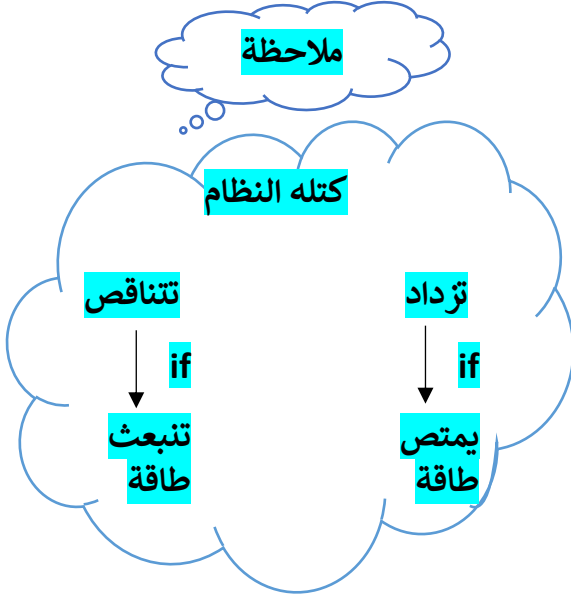 ملاحظة
كتله النظام
تزداد
تتناقص
if
if
يمتص
طاقة
تنبعث
طاقة